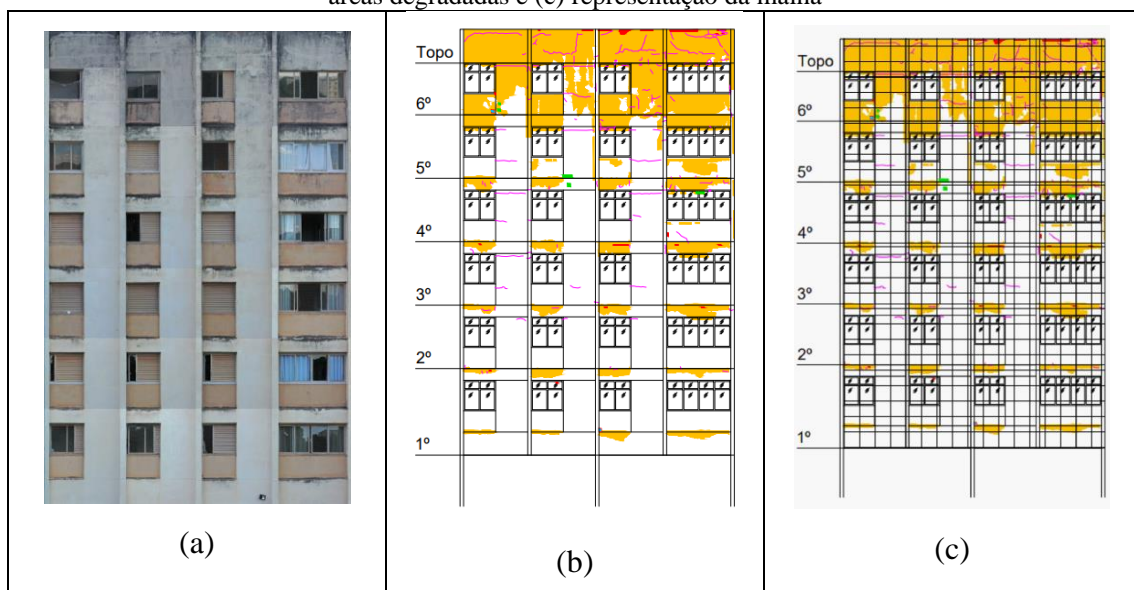 áreas degradadas e (c) representação da malha
Topo
6º
5º
4º
3º
2º
1º
Topo
6º
5º
4º
3º
2º
1º
(a)
(b)
(c)